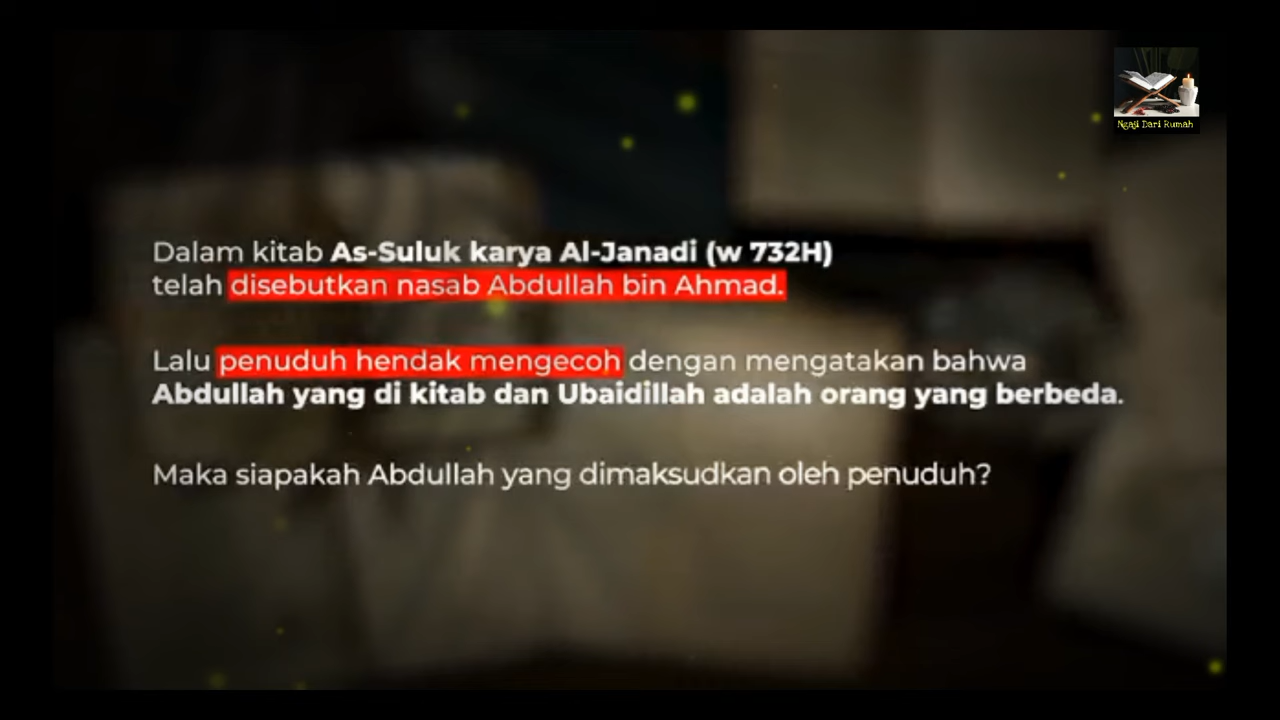 Ngaji Dari Rumah
Dalam kitab As-Suluk karya Al-Janadi (w 732H)
telah disebutkan nasab Abdullah bin Ahmad.
Lalu penuduh hendak mengecoh dengan mengatakan bahwa
Abdullah yang di kitab dan Ubaidillah adalah orang yang berbeda.
Maka siapakah Abdullah yang dimaksudkan oleh penuduh?